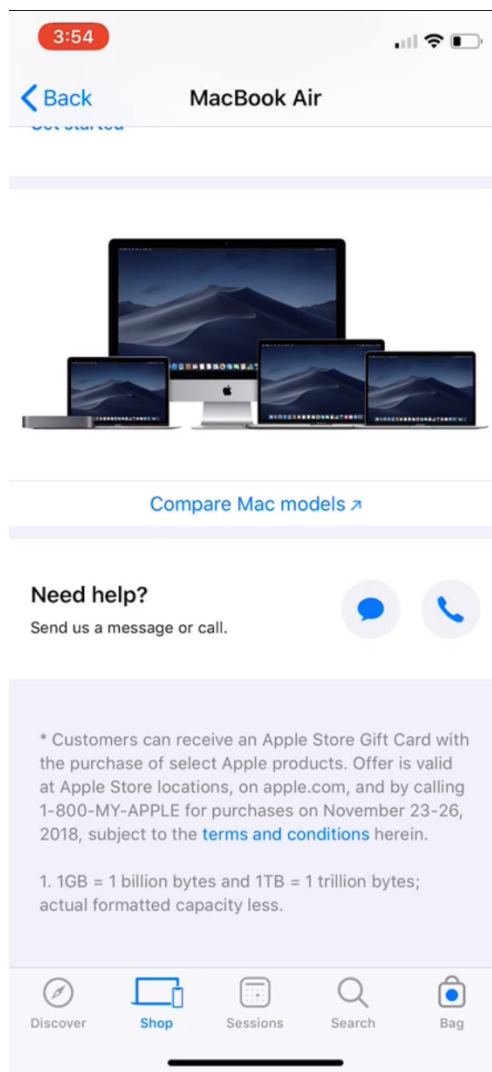 3:54
Back
MacBook Air
Get started
Compare Mac models ↗
Need help?
Send us a message or call.
* Customers can receive an Apple Store Gift Card with
the purchase of select Apple products. Offer is valid
at Apple Store locations, on apple.com, and by calling
1-800-MY-APPLE for purchases on November 23-26,
2018, subject to the terms and conditions herein.
1. 1GB = 1 billion bytes and 1TB = 1 trillion bytes;
actual formatted capacity less.
Discover
Shop
Sessions
Search
Bag